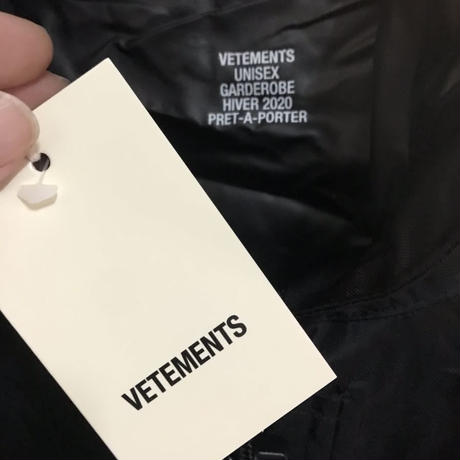 VETEMENTS
UNISEX
GARDEROBE
HIVER 2020
PRET-A-PORTER
VETEMENTS